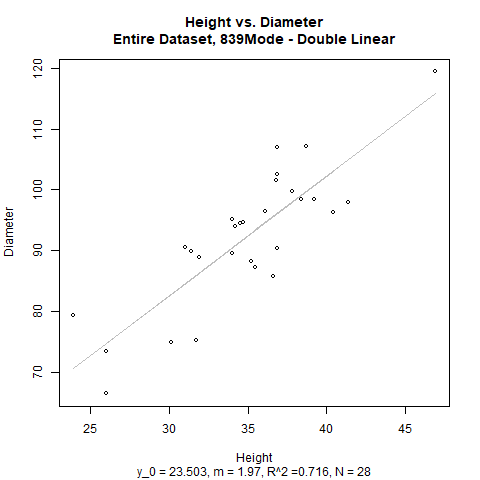 Height vs. Diameter
Entire Dataset, 839Mode - Double Linear
120
110
100
90
80
70
Diameter
25 30 35 40 45
Height
y_0 = 23.503, m = 1.97, R^2 =0.716, N = 28